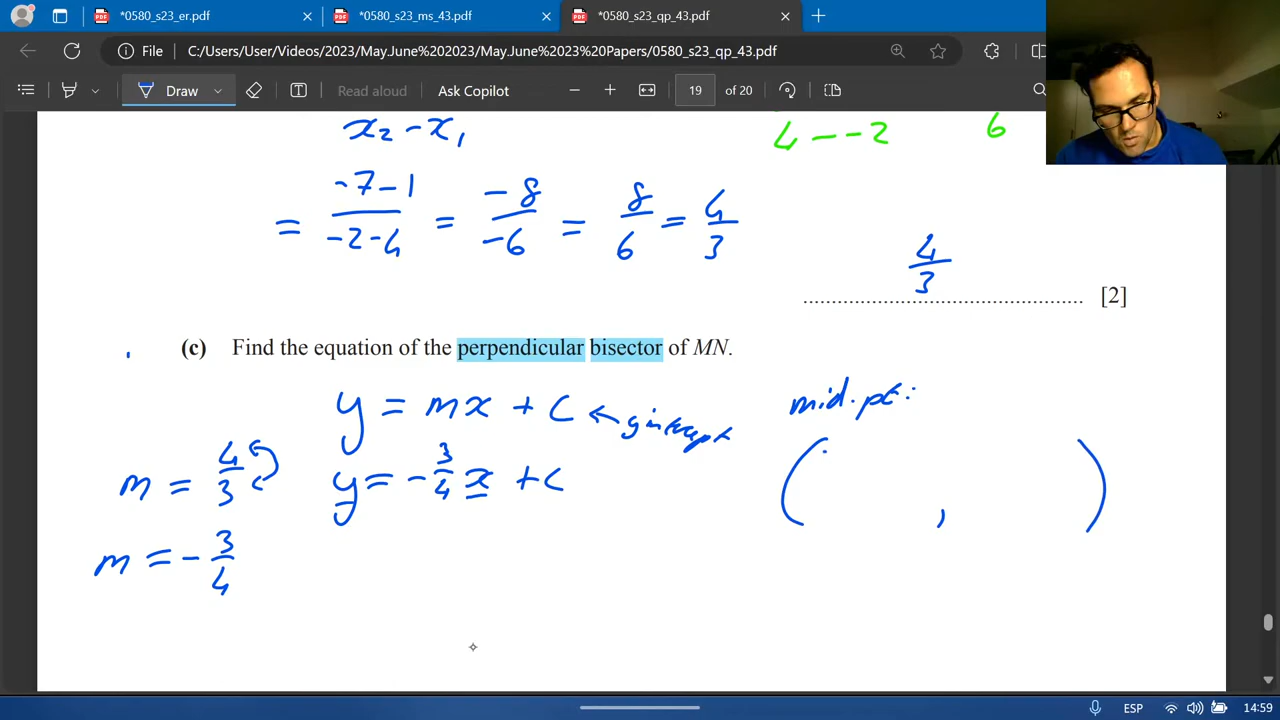 *0580_s23_er.pdf
*0580_s23_ms_43.pdf
*0580_s23_qp_43.pdf
File C:/Users/User/Videos/2023/May.June%202023/May.June%2023%20Papers/0580_s23_qp_43.pdf
Draw Read aloud Ask Copilot 19 of 20
x₂ - x₁ 4 - - 2 6
= -7-1/-2-4 = -8/-6 = 8/6 = 4/3
4/3
[2]
(c) Find the equation of the perpendicular bisector of MN.
y = mx + c ← mid.pt:
m = 4/3 y = -3/4x + c ( , )
m = -3/4
ESP 14:59